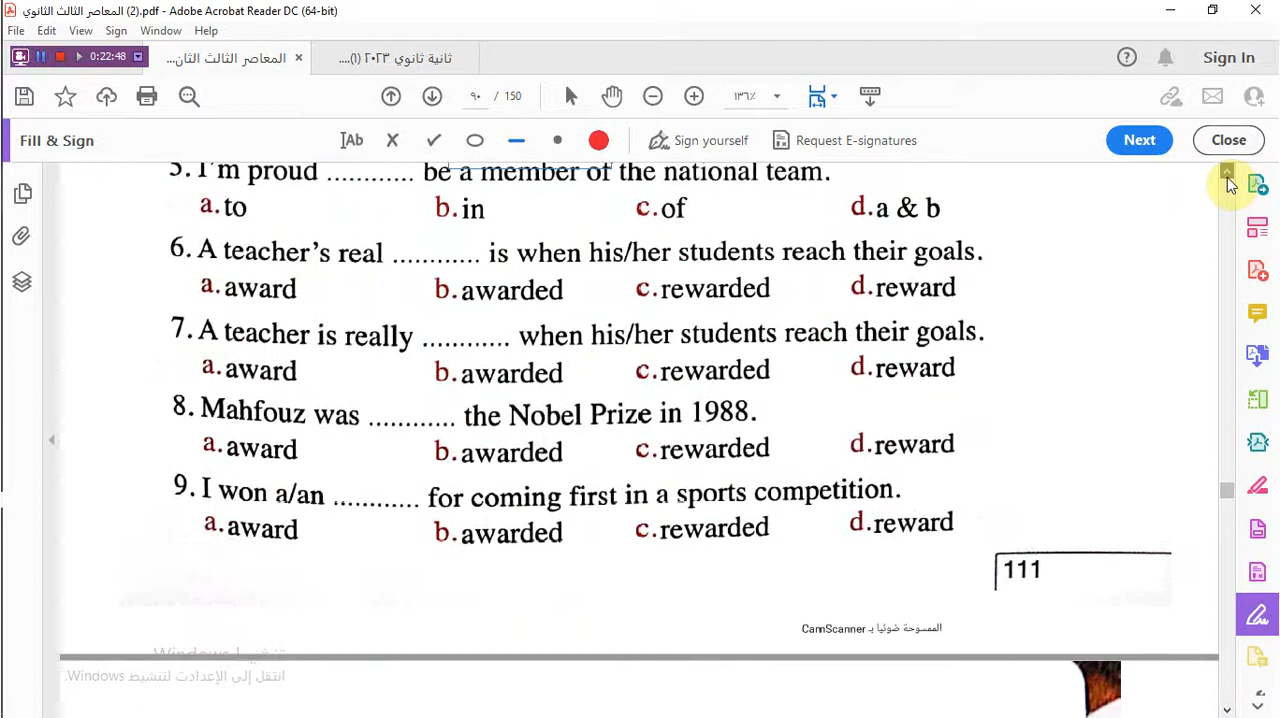 المعاصر الثالث الثانوي (2).pdf - Adobe Acrobat Reader DC (64-bit)
File Edit View Sign Window Help
0:22:48
المعاصر الثالث الثان...
ثانية ثانوي ٢٠٢٣ (١)....
Sign In
٩٠ / 150
١٣٦٪
Fill & Sign
Ab
Sign yourself
Request E-signatures
Next
Close
5. I'm proud ............ be a member of the national team.
a. to b. in c. of d. a & b
6. A teacher's real ............ is when his/her students reach their goals.
a. award b. awarded c. rewarded d. reward
7. A teacher is really ............ when his/her students reach their goals.
a. award b. awarded c. rewarded d. reward
8. Mahfouz was ............ the Nobel Prize in 1988.
a. award b. awarded c. rewarded d. reward
9. I won a/an ............ for coming first in a sports competition.
a. award b. awarded c. rewarded d. reward
111
الممسوحة ضوئيا بـ CamScanner
تنشيط Windows
انتقل إلى الإعدادات لتنشيط Windows.